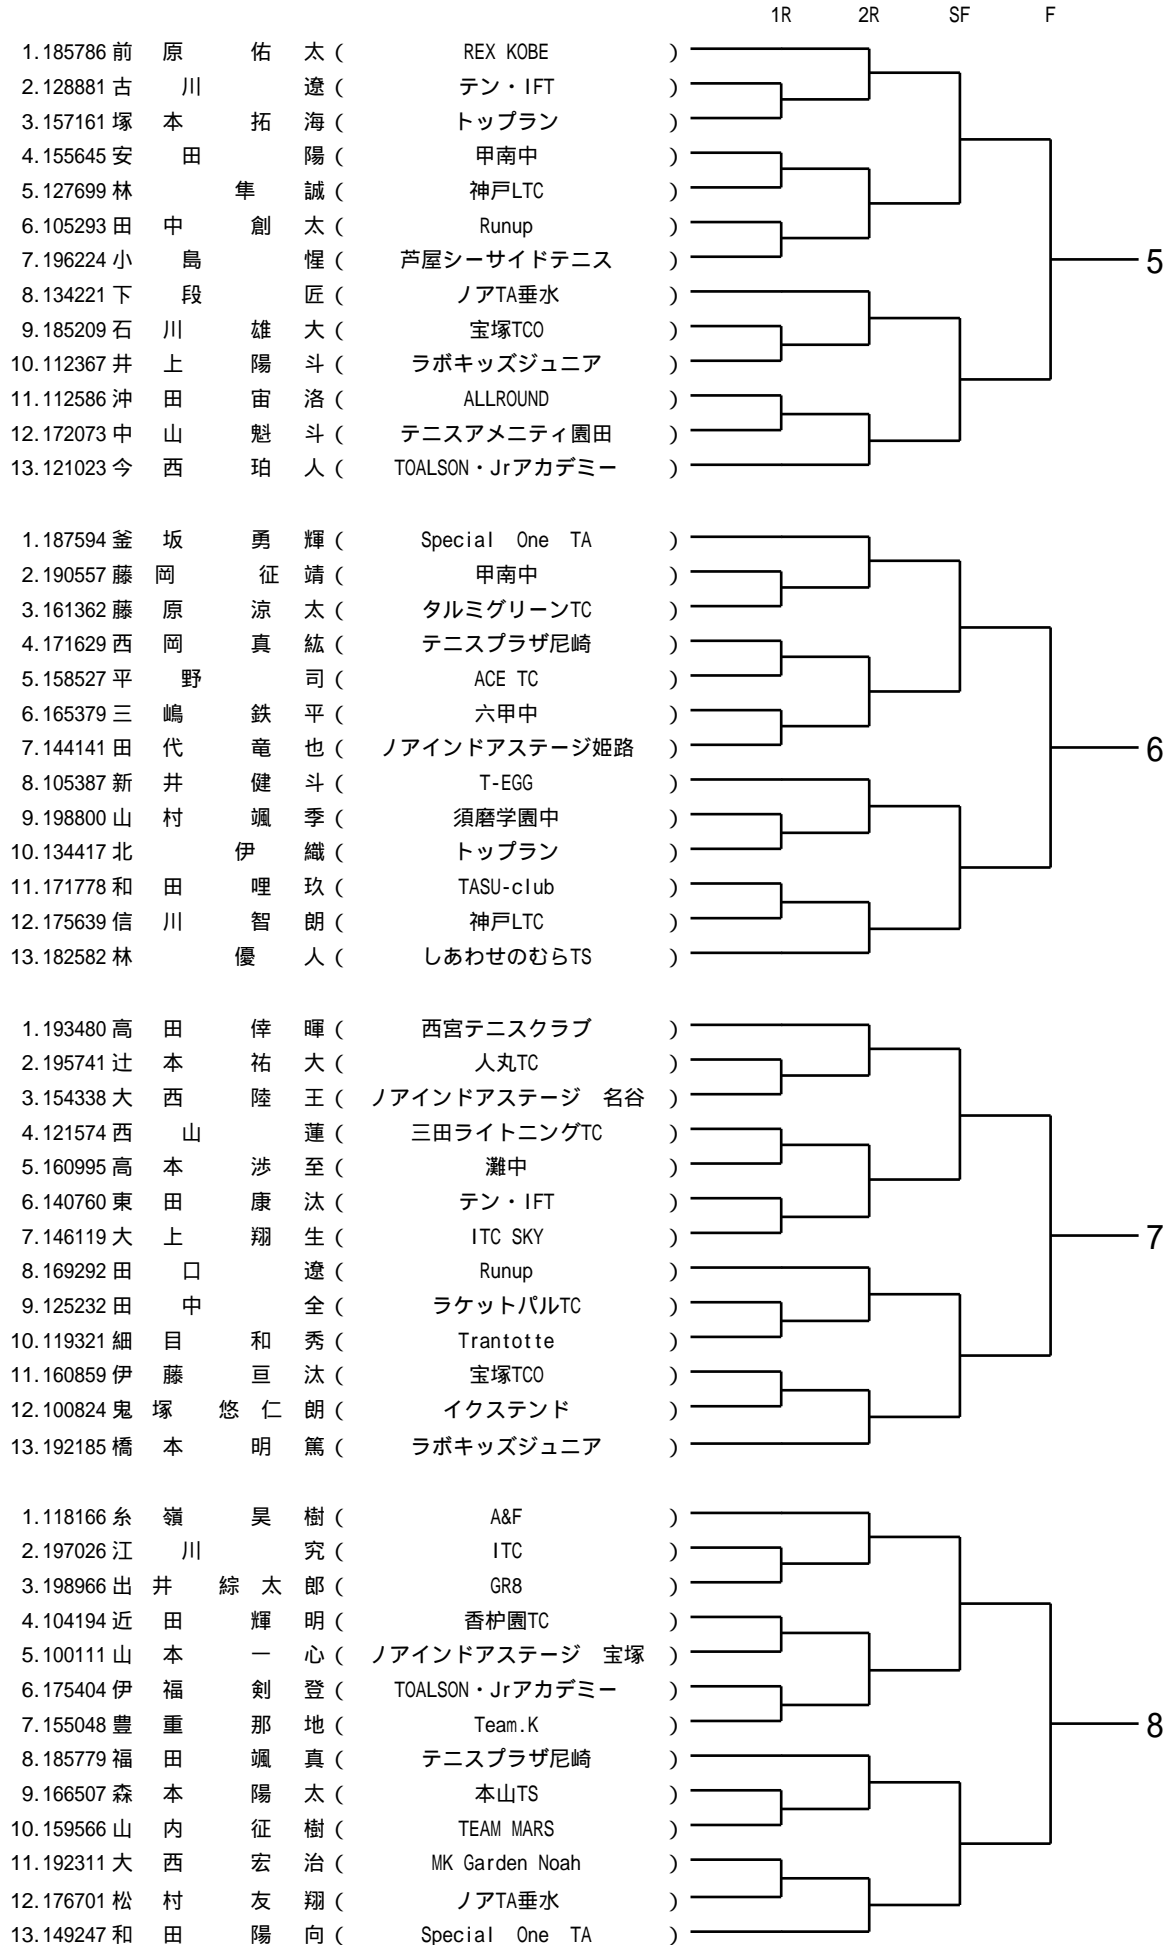 1R 2R SF F
1.185786 前 原 佑 太 ( REX KOBE )
2.128881 古 川 遼 ( テン・IFT )
3.157161 塚 本 拓 海 ( トップラン )
4.155645 安 田 陽 ( 甲南中 )
5.127699 林 隼 誠 ( 神戸LTC )
6.105293 田 中 創 太 ( Runup )
7.196224 小 島 惺 ( 芦屋シーサイドテニス )
5
8.134221 下 段 匠 ( ノアTA垂水 )
9.185209 石 川 雄 大 ( 宝塚TCO )
10.112367 井 上 陽 斗 ( ラボキッズジュニア )
11.112586 沖 田 宙 洛 ( ALLROUND )
12.172073 中 山 魁 斗 ( テニスアメニティ園田 )
13.121023 今 西 珀 人 ( TOALSON・Jrアカデミー )
1.187594 釜 坂 勇 輝 ( Special One TA )
2.190557 藤 岡 征 靖 ( 甲南中 )
3.161362 藤 原 涼 太 ( タルミグリーンTC )
4.171629 西 岡 真 紘 ( テニスプラザ尼崎 )
5.158527 平 野 司 ( ACE TC )
6.165379 三 嶋 鉄 平 ( 六甲中 )
7.144141 田 代 竜 也 ( ノアインドアステージ姫路 )
6
8.105387 新 井 健 斗 ( T-EGG )
9.198800 山 村 颯 季 ( 須磨学園中 )
10.134417 北 伊 織 ( トップラン )
11.171778 和 田 哩 玖 ( TASU-club )
12.175639 信 川 智 朗 ( 神戸LTC )
13.182582 林 優 人 ( しあわせのむらTS )
1.193480 高 田 倖 暉 ( 西宮テニスクラブ )
2.195741 辻 本 祐 大 ( 人丸TC )
3.154338 大 西 陸 王 ( ノアインドアステージ 名谷 )
4.121574 西 山 蓮 ( 三田ライトニングTC )
5.160995 高 本 渉 至 ( 灘中 )
6.140760 東 田 康 汰 ( テン・IFT )
7.146119 大 上 翔 生 ( ITC SKY )
7
8.169292 田 口 遼 ( Runup )
9.125232 田 中 全 ( ラケットパルTC )
10.119321 細 目 和 秀 ( Trantotte )
11.160859 伊 藤 亘 汰 ( 宝塚TCO )
12.100824 鬼 塚 悠 仁 朗 ( イクステンド )
13.192185 橋 本 明 篤 ( ラボキッズジュニア )
1.118166 糸 嶺 昊 樹 ( A&F )
2.197026 江 川 究 ( ITC )
3.198966 出 井 綜 太 郎 ( GR8 )
4.104194 近 田 輝 明 ( 香枦園TC )
5.100111 山 本 一 心 ( ノアインドアステージ 宝塚 )
6.175404 伊 福 剣 登 ( TOALSON・Jrアカデミー )
7.155048 豊 重 那 地 ( Team.K )
8
8.185779 福 田 颯 真 ( テニスプラザ尼崎 )
9.166507 森 本 陽 太 ( 本山TS )
10.159566 山 内 征 樹 ( TEAM MARS )
11.192311 大 西 宏 治 ( MK Garden Noah )
12.176701 松 村 友 翔 ( ノアTA垂水 )
13.149247 和 田 陽 向 ( Special One TA )